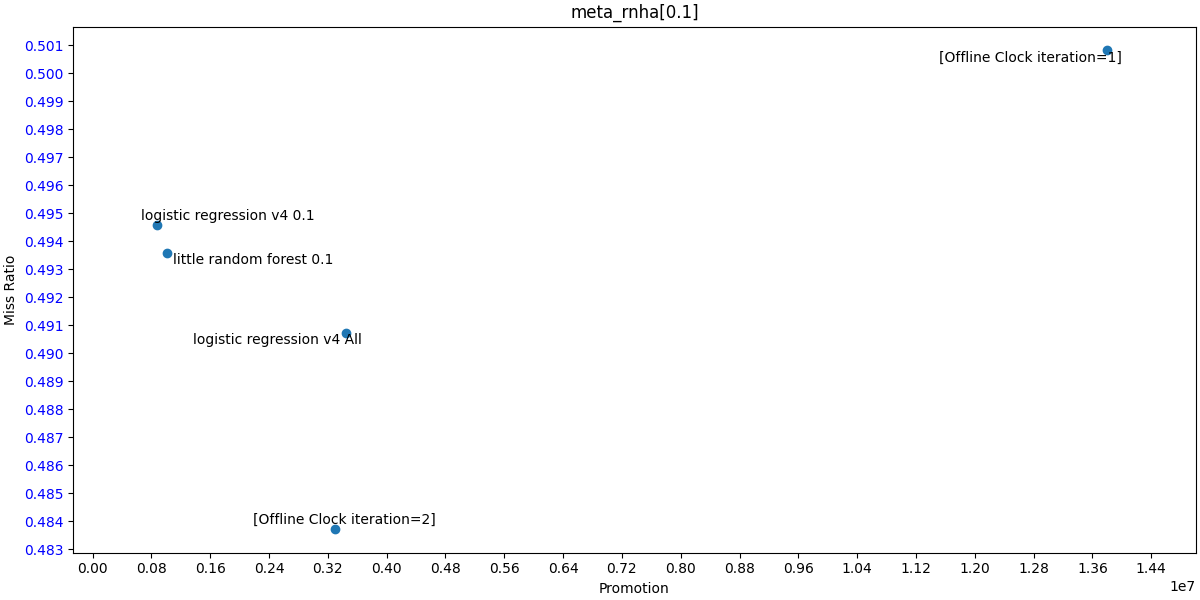 meta_rnha[0.1]
0.501
0.500
0.499
0.498
0.497
0.496
0.495
0.494
0.493
0.492
0.491
0.490
0.489
0.488
0.487
0.486
0.485
0.484
0.483
Miss Ratio
[Offline Clock iteration=1]
logistic regression v4 0.1
little random forest 0.1
logistic regression v4 All
[Offline Clock iteration=2]
0.00 0.08 0.16 0.24 0.32 0.40 0.48 0.56 0.64 0.72 0.80 0.88 0.96 1.04 1.12 1.20 1.28 1.36 1.44
1e7
Promotion